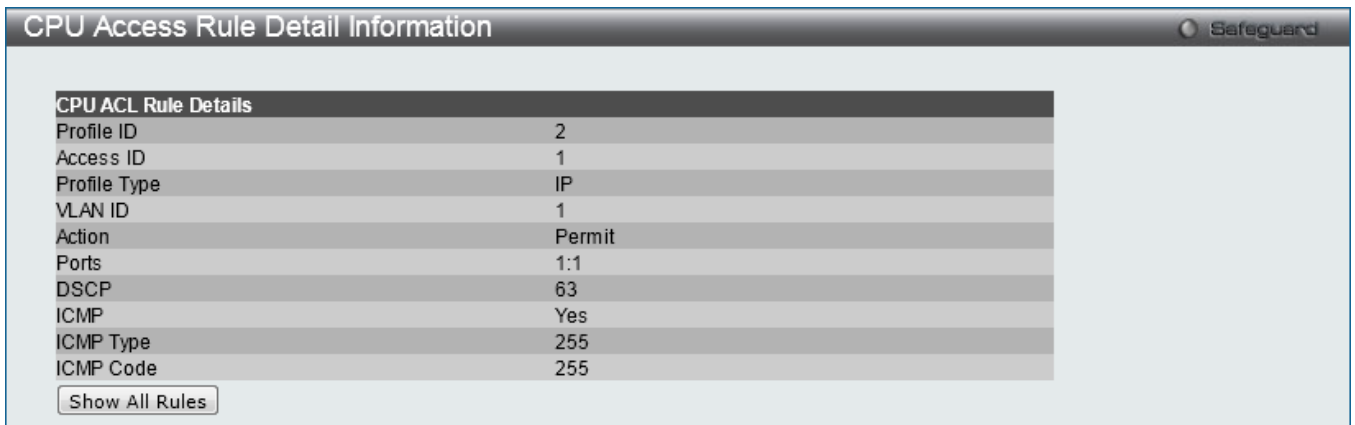 CPU Access Rule Detail Information
Safeguard
CPU ACL Rule Details
Profile ID 2
Access ID 1
Profile Type IP
VLAN ID 1
Action Permit
Ports 1:1
DSCP 63
ICMP Yes
ICMP Type 255
ICMP Code 255
Show All Rules